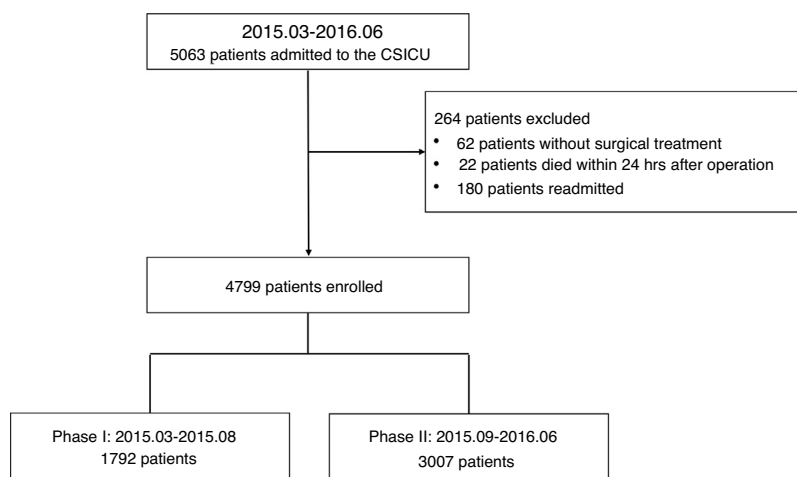 2015.03-2016.06
5063 patients admitted to the CSICU
264 patients excluded
• 62 patients without surgical treatment
• 22 patients died within 24 hrs after operation
• 180 patients readmitted
4799 patients enrolled
Phase I: 2015.03-2015.08
1792 patients
Phase II: 2015.09-2016.06
3007 patients